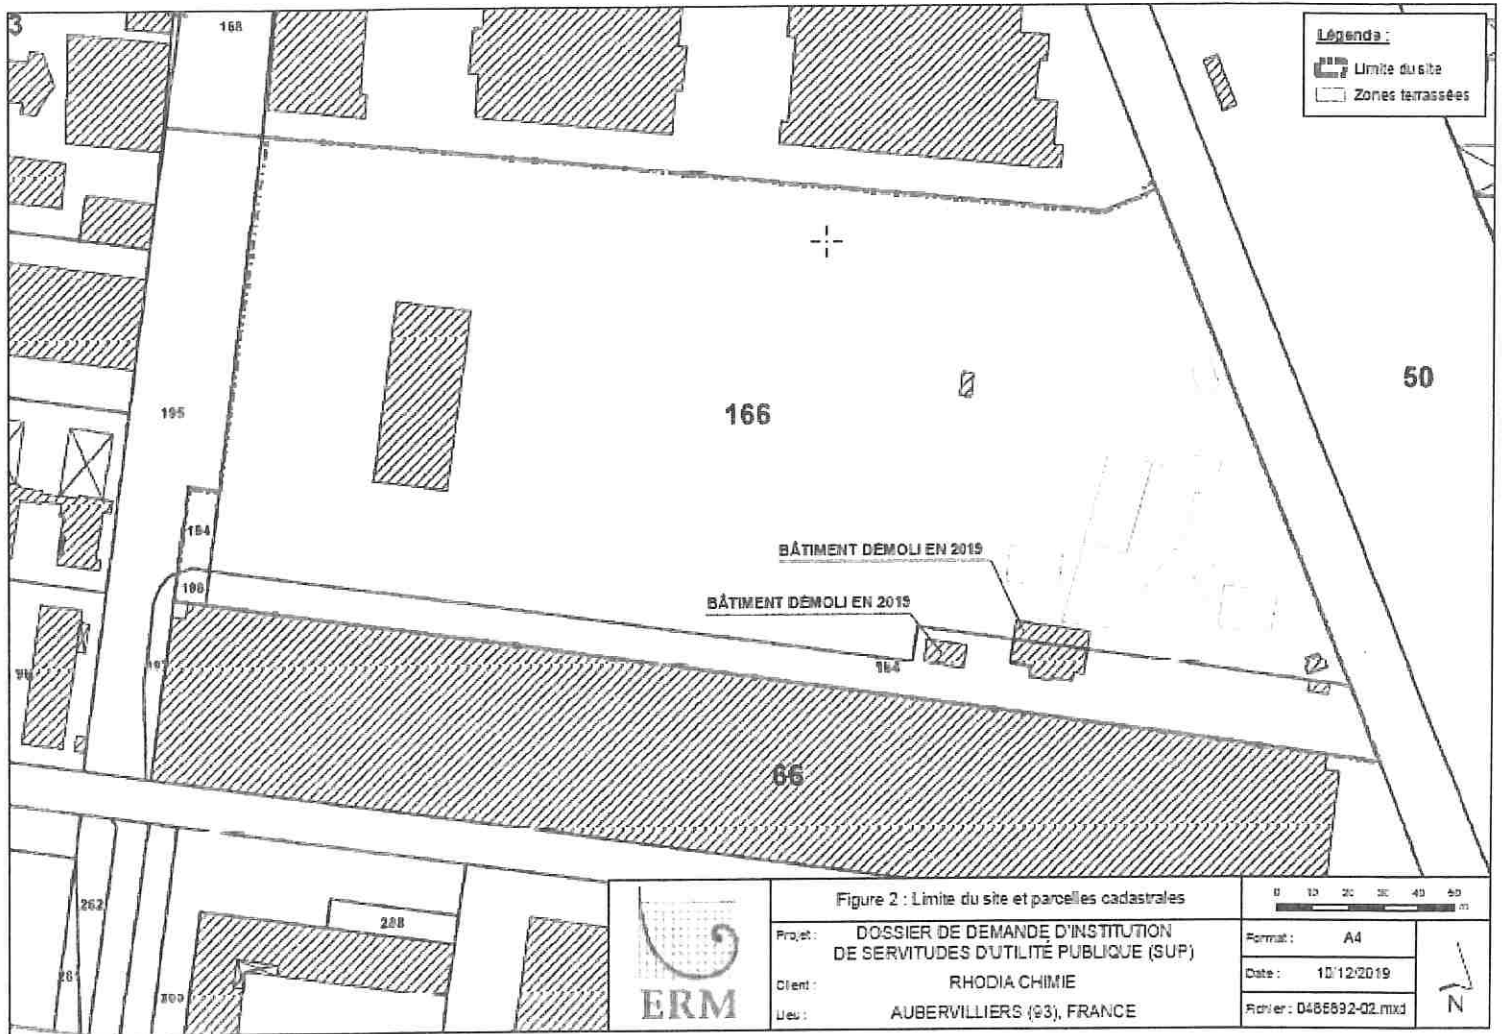 3
168
Légende :
Limite du site
Zones terrassées
50
195
166
194
BÂTIMENT DÉMOLI EN 2019
196
BÂTIMENT DÉMOLI EN 2019
164
66
262
288
Figure 2 : Limite du site et parcelles cadastrales
0 10 20 30 40 50
m
Projet : DOSSIER DE DEMANDE D'INSTITUTION
DE SERVITUDES D'UTILITÉ PUBLIQUE (SUP)
Format : A4
Client : RHODIA CHIMIE
Date : 10/12/2019
ERM
Lieu : AUBERVILLIERS (93), FRANCE
Fichier : 0486892-02.mxd
N